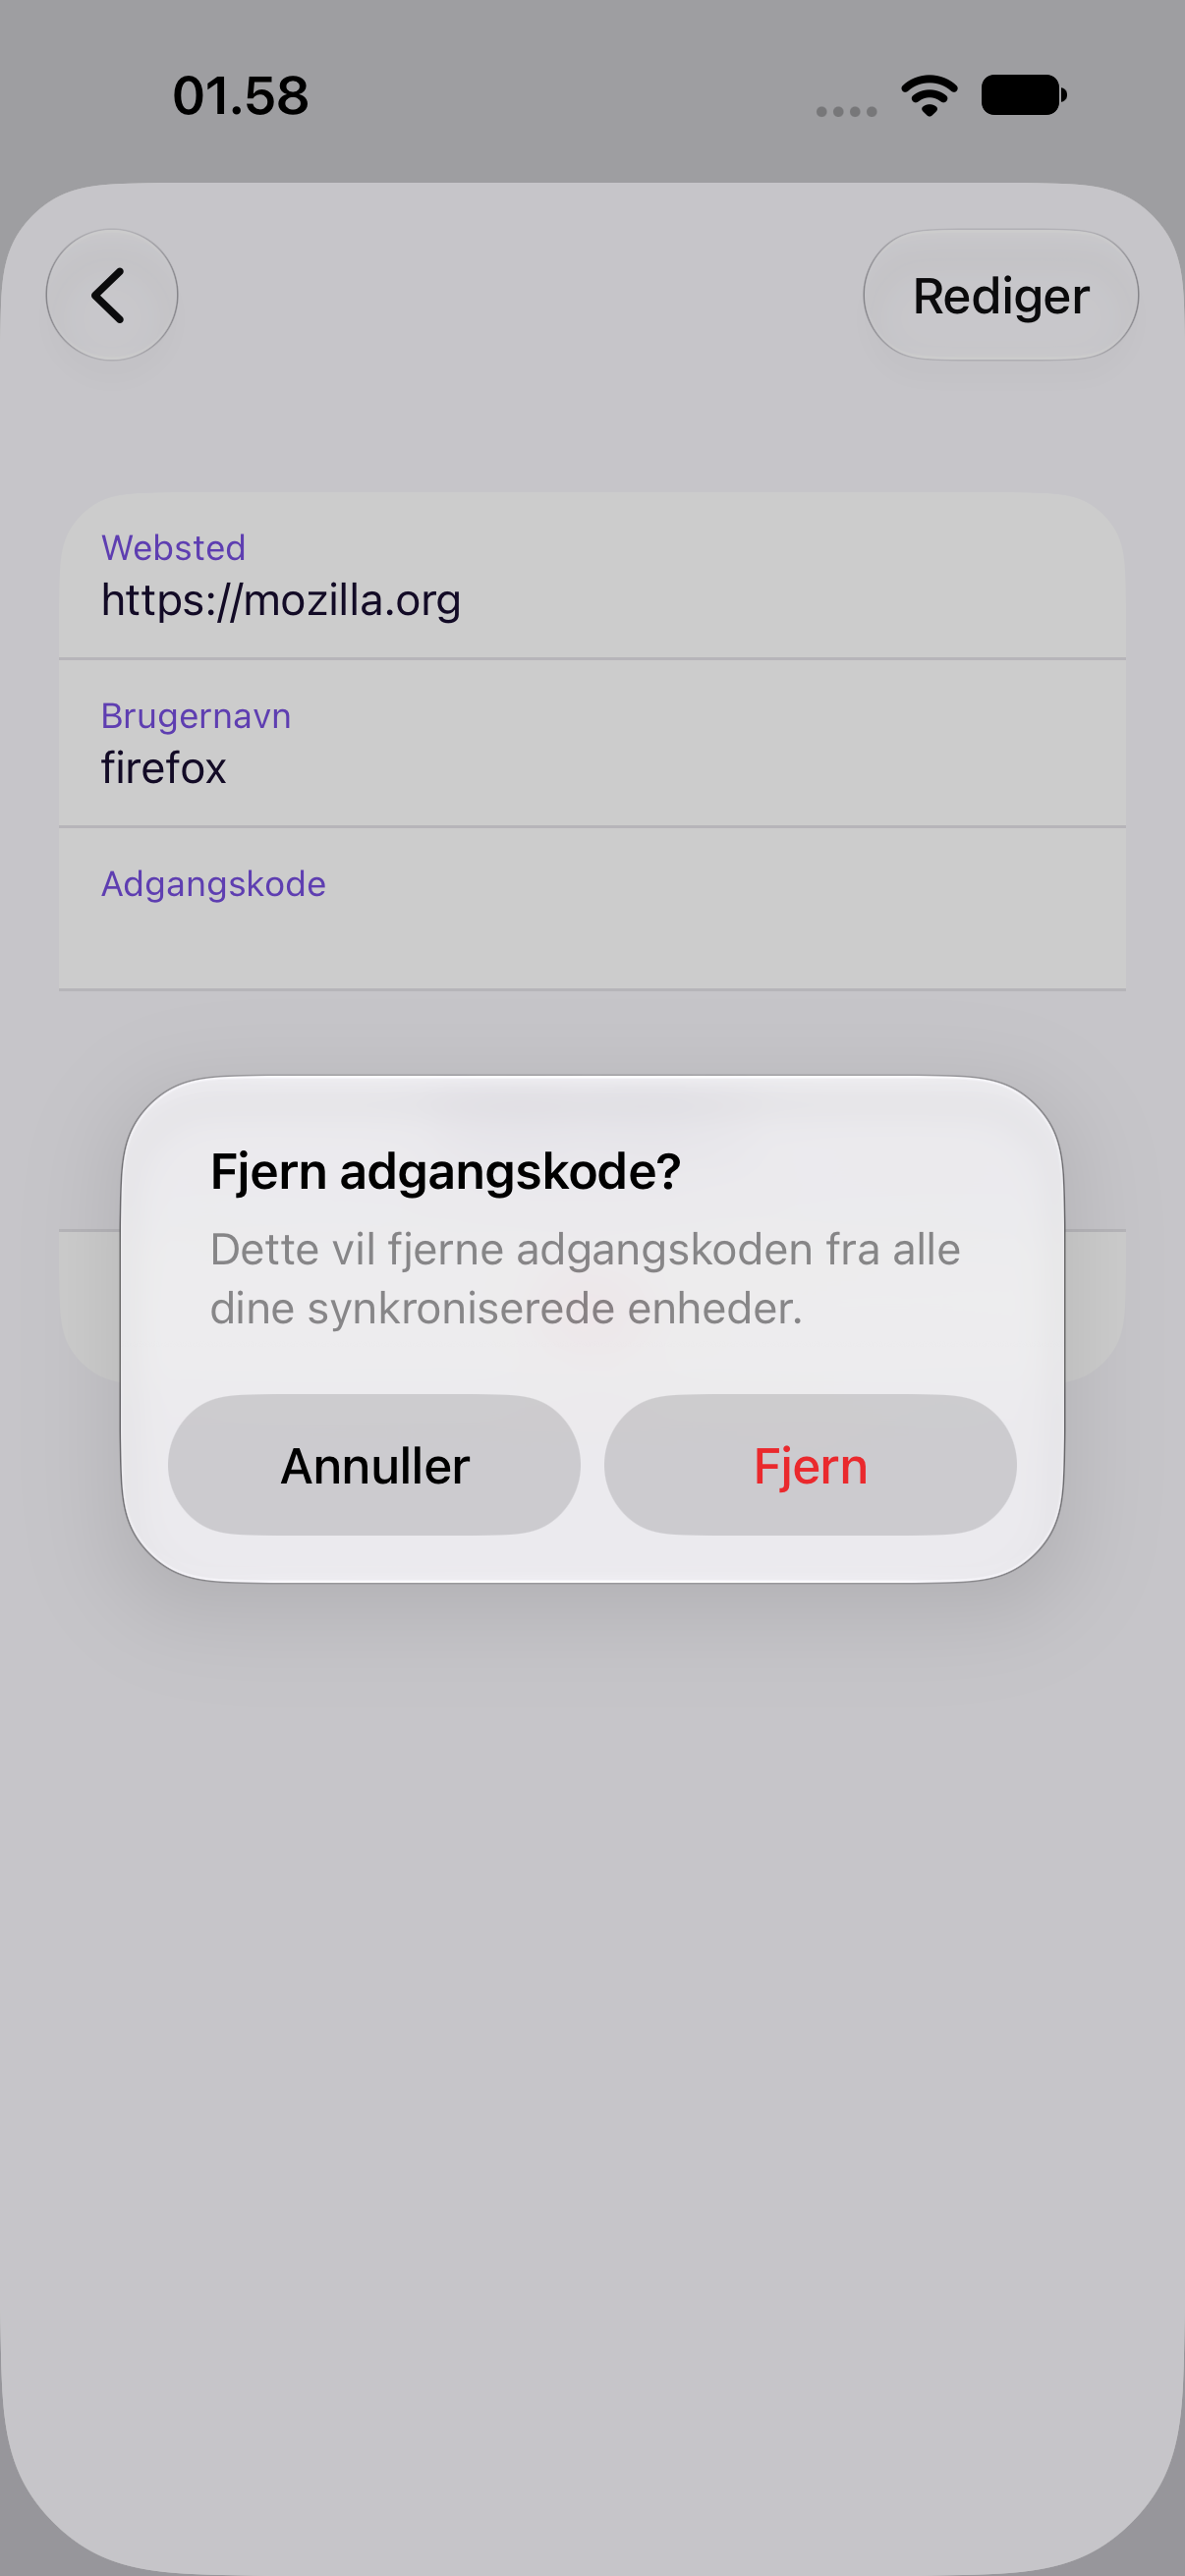 01.58
Rediger
Websted
https://mozilla.org
Brugernavn
firefox
Adgangskode
Fjern adgangskode?
Dette vil fjerne adgangskoden fra alle
dine synkroniserede enheder.
Annuller
Fjern